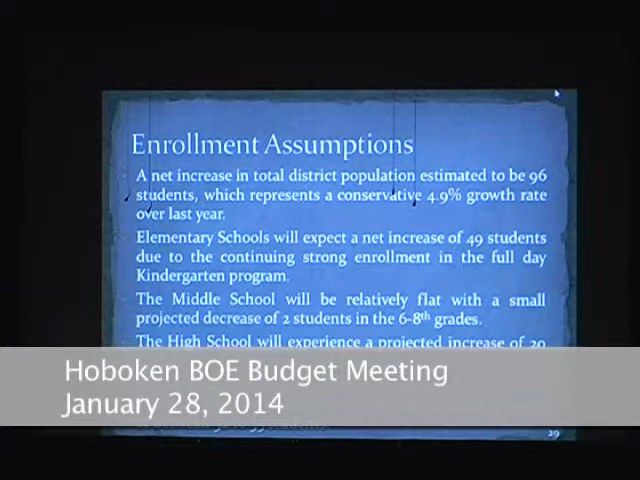 Enrollment Assumptions
A net increase in total district population estimated to be 96
students, which represents a conservative 4.9% growth rate
over last year.
Elementary Schools will expect a net increase of 49 students
due to the continuing strong enrollment in the full day
Kindergarten program.
The Middle School will be relatively flat with a small
projected decrease of 2 students in the 6-8th grades.
The High School will experience a projected increase of 20
Hoboken BOE Budget Meeting
January 28, 2014
29